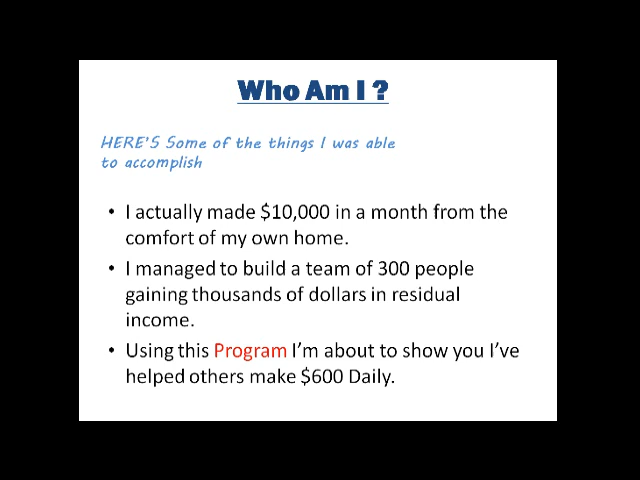 Who Am I ?
HERE'S Some of the things I was able
to accomplish
• I actually made $10,000 in a month from the
comfort of my own home.
• I managed to build a team of 300 people
gaining thousands of dollars in residual
income.
• Using this Program I'm about to show you I've
helped others make $600 Daily.